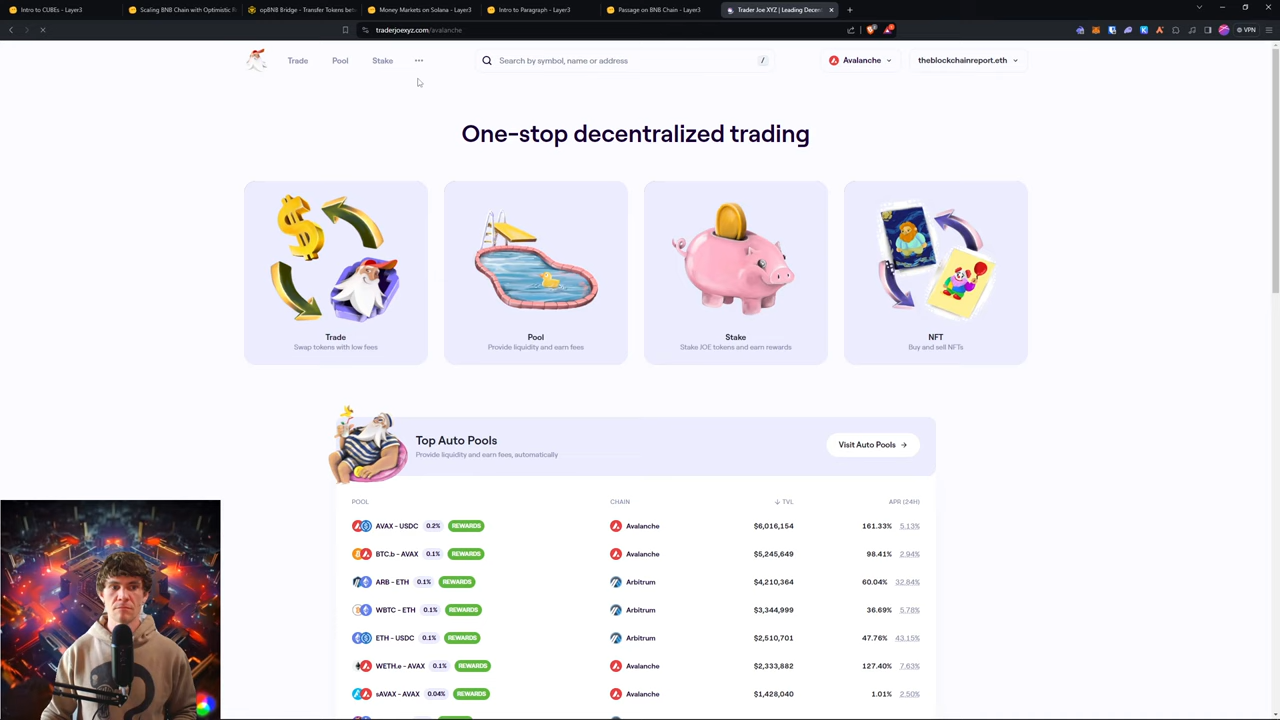 Intro to CUBEs - Layer3
Scaling BNB Chain with Optimistic R
opBNB Bridge - Transfer Tokens betw
Money Markets on Solana - Layer3
Intro to Paragraph - Layer3
Passage on BNB Chain - Layer3
Trader Joe XYZ | Leading Decen
traderjoexyz.com/avalanche
VPN
Trade
Pool
Stake
Search by symbol, name or address
/
Avalanche
theblockchainreport.eth
One-stop decentralized trading
Trade
Swap tokens with low fees
Pool
Provide liquidity and earn fees
Stake
Stake JOE tokens and earn rewards
NFT
Buy and sell NFTs
Top Auto Pools
Provide liquidity and earn fees, automatically
Visit Auto Pools →
POOL CHAIN ↓ TVL APR (24H)
AVAX - USDC 0.2% REWARDS Avalanche $6,016,154 161.33% 5.13%
BTC.b - AVAX 0.1% REWARDS Avalanche $5,245,649 98.41% 2.94%
ARB - ETH 0.1% REWARDS Arbitrum $4,210,364 60.04% 32.84%
WBTC - ETH 0.1% REWARDS Arbitrum $3,344,999 36.69% 5.78%
ETH - USDC 0.1% REWARDS Arbitrum $2,510,701 47.76% 43.15%
WETH.e - AVAX 0.1% REWARDS Avalanche $2,333,882 127.40% 7.63%
sAVAX - AVAX 0.04% REWARDS Avalanche $1,428,040 1.01% 2.50%